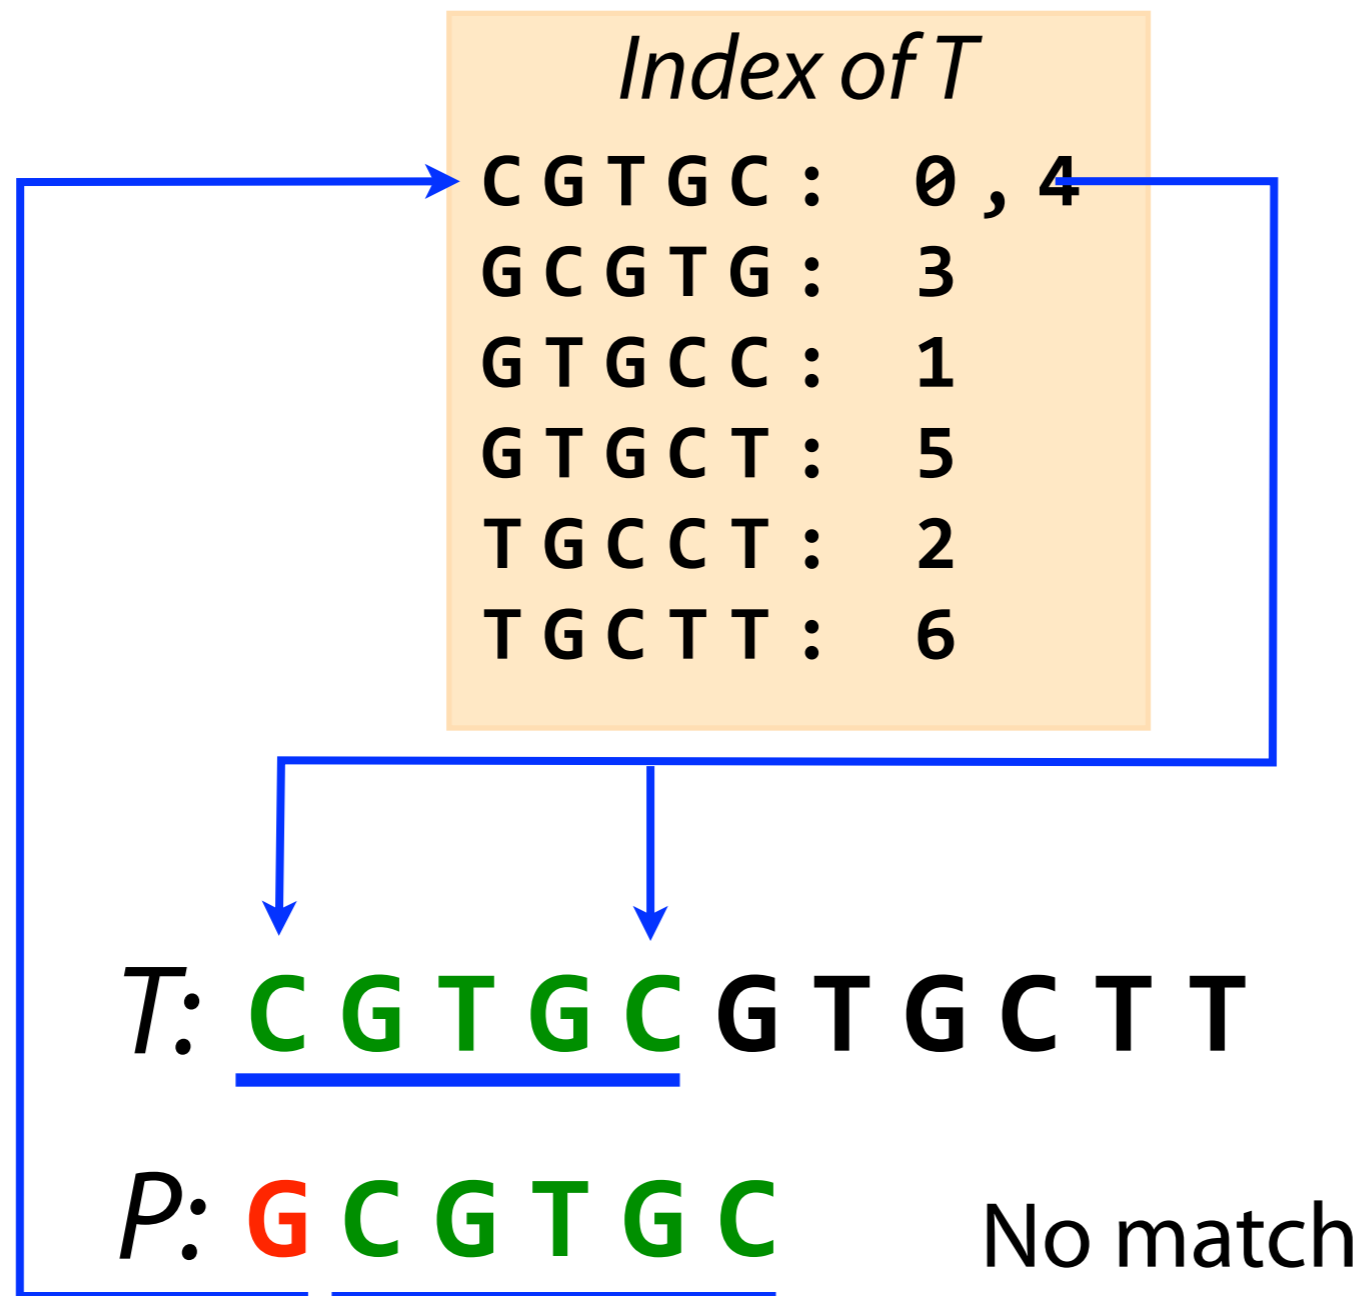 Index of T
CGTGC: 0,4
GCGTG: 3
GTGCC: 1
GTGCT: 5
TGCCT: 2
TGCTT: 6
T: CGTGCGTGCTT
P: GCGTGC No match